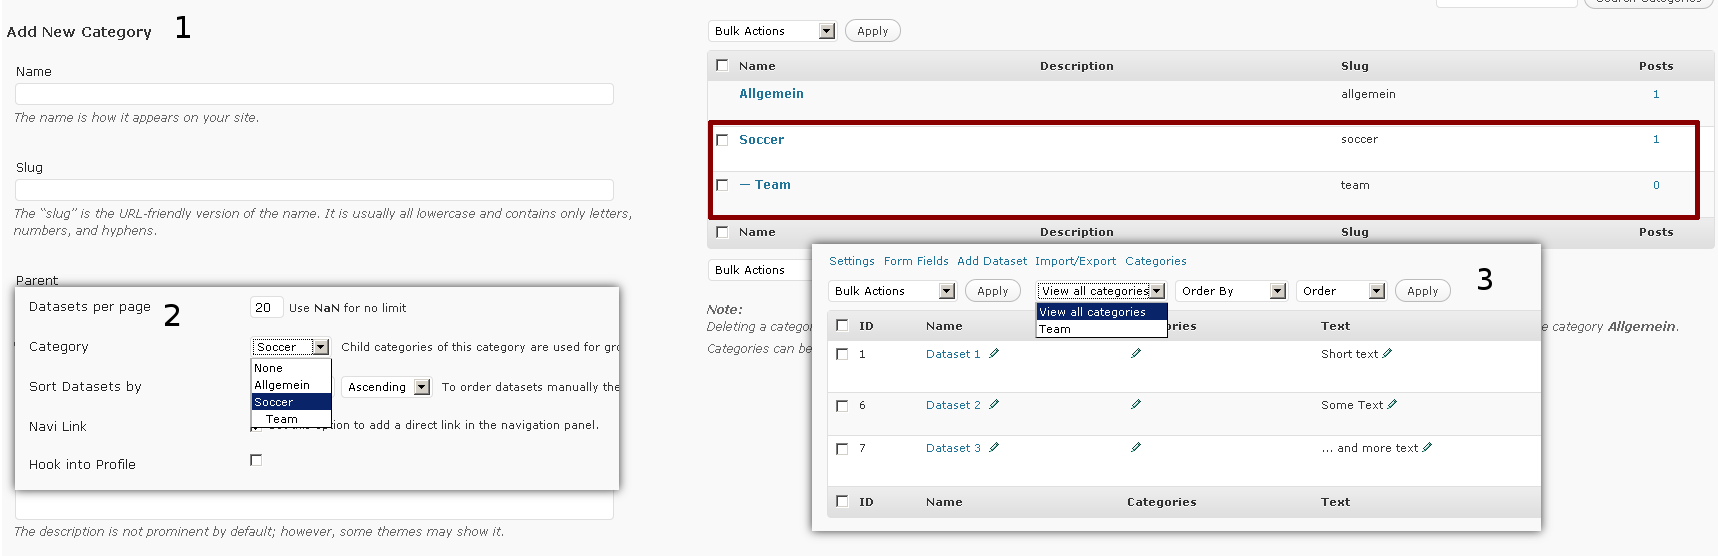 Add New Category 1
Name
The name is how it appears on your site.
Slug
The “slug” is the URL-friendly version of the name. It is usually all lowercase and contains only letters,
numbers, and hyphens.
Parent
Datasets per page 2 20 Use NaN for no limit
Category Soccer Child categories of this category are used for
None
Allgemein
Soccer
Team
Sort Datasets by Ascending To order datasets manually the
Navi Link option to add a direct link in the navigation panel.
Hook into Profile
The description is not prominent by default; however, some themes may show it.
Search Categories
Bulk Actions Apply
Name Description Slug Posts
Allgemein allgemein 1
Soccer soccer 1
— Team team 0
Name Description Slug Posts
Bulk Actions
Note:
Deleting a catego e category Allgemein.
Categories can be
Settings Form Fields Add Dataset Import/Export Categories 3
Bulk Actions Apply View all categories Order By Order Apply
View all categories
Team
ID Name ries Text
1 Dataset 1 Short text
6 Dataset 2 Some Text
7 Dataset 3 ... and more text
ID Name Categories Text